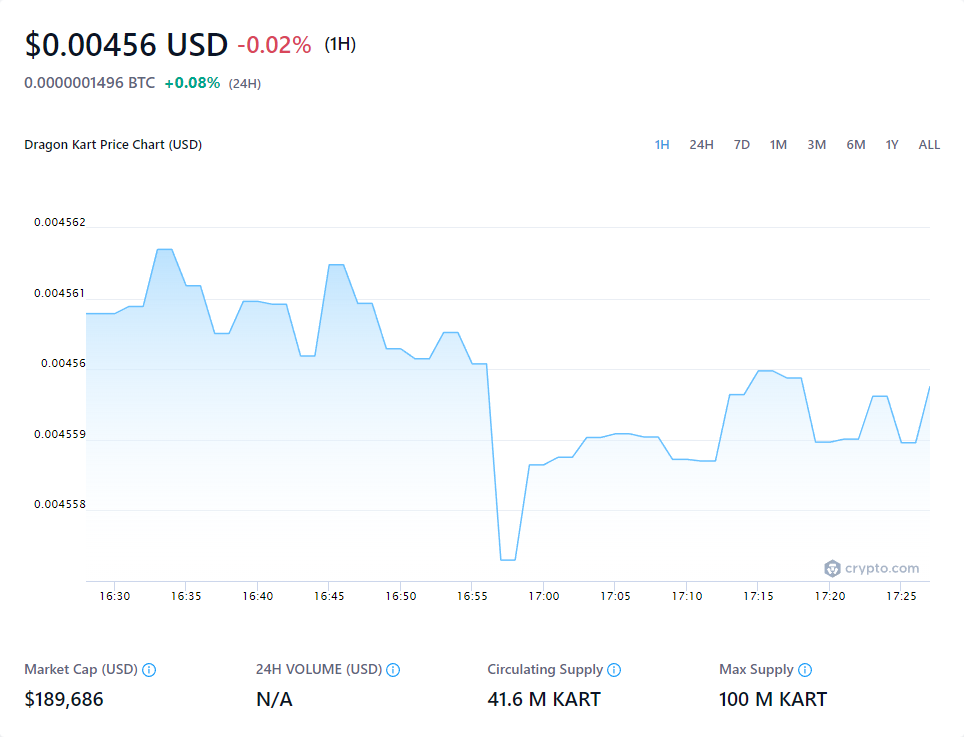 $0.00456 USD -0.02% (1H)
0.0000001496 BTC +0.08% (24H)
Dragon Kart Price Chart (USD)
1H 24H 7D 1M 3M 6M 1Y ALL
0.004562
0.004561
0.00456
0.004559
0.004558
crypto.com
16:30 16:35 16:40 16:45 16:50 16:55 17:00 17:05 17:10 17:15 17:20 17:25
Market Cap (USD) 24H VOLUME (USD) Circulating Supply Max Supply
$189,686 N/A 41.6 M KART 100 M KART